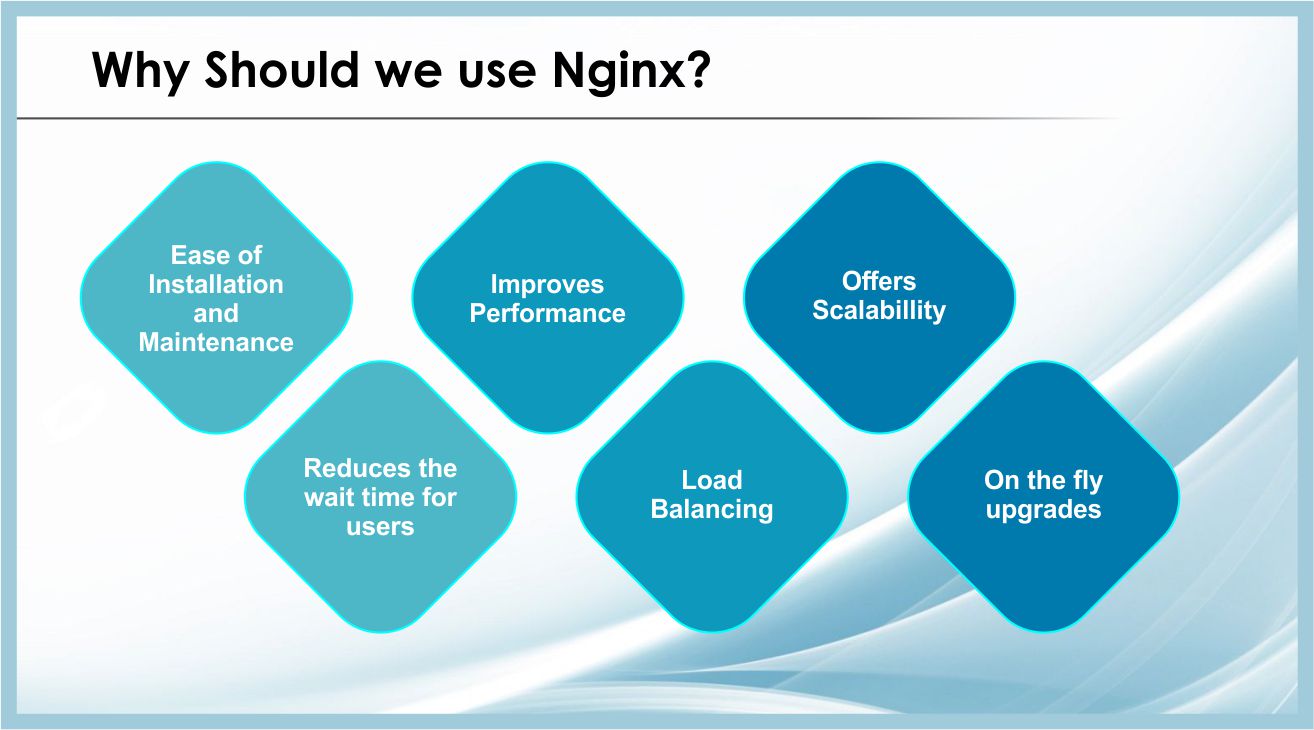 Why Should we use Nginx?
Ease of
Installation
and
Maintenance
Improves
Performance
Offers
Scalabillity
Reduces the
wait time for
users
Load
Balancing
On the fly
upgrades